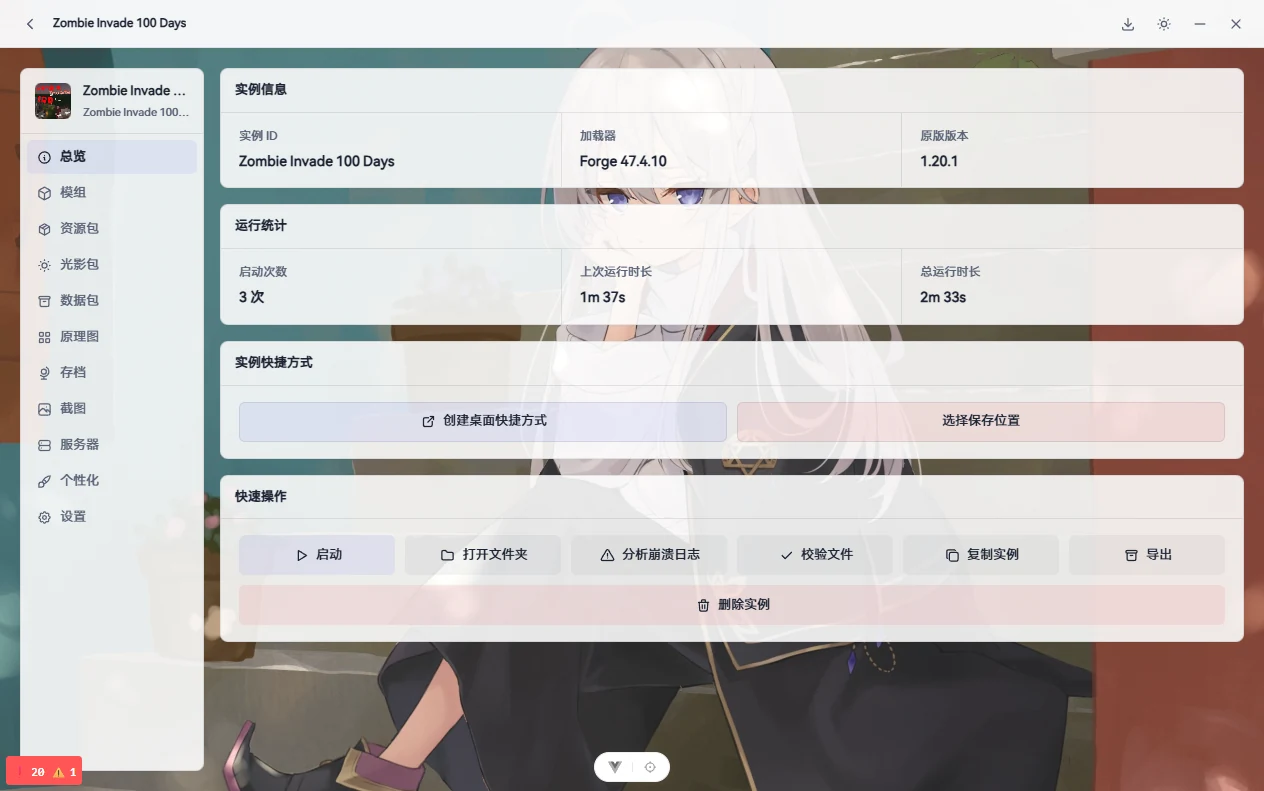 Zombie Invade 100 Days
Zombie Invade ...
Zombie Invade 100...
总览
模组
资源包
光影包
数据包
原理图
存档
截图
服务器
个性化
设置
实例信息
实例 ID
Zombie Invade 100 Days
加载器
Forge 47.4.10
原版版本
1.20.1
运行统计
启动次数
3 次
上次运行时长
1m 37s
总运行时长
2m 33s
实例快捷方式
创建桌面快捷方式
选择保存位置
快速操作
启动
打开文件夹
分析崩溃日志
校验文件
复制实例
导出
删除实例
20 1